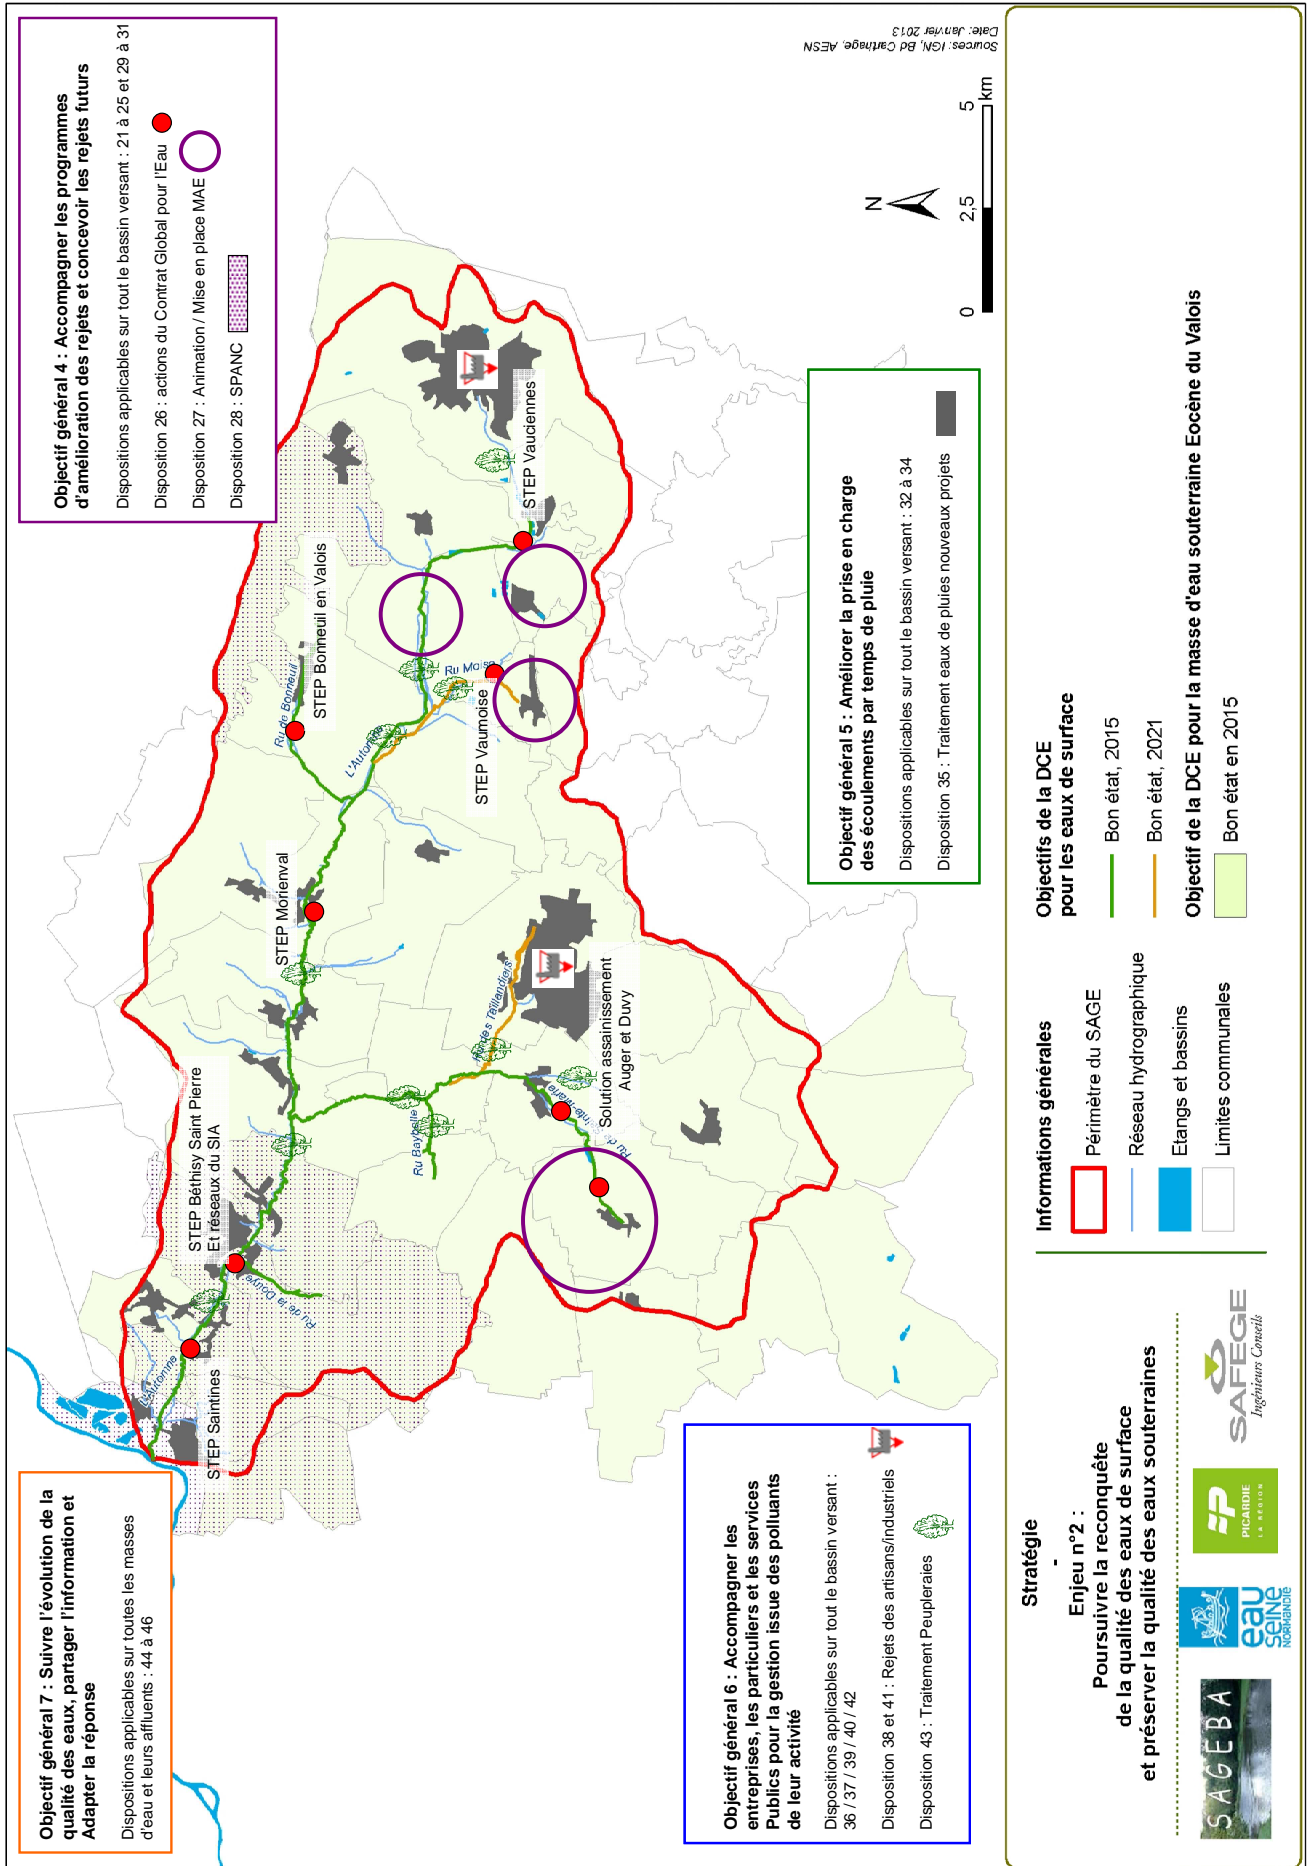 Objectif général 7 : Suivre l'évolution de la
qualité des eaux, partager l'information et
Adapter la réponse
Dispositions applicables sur toutes les masses
d'eau et leurs affluents : 44 à 46
Objectif général 4 : Accompagner les programmes
d'amélioration des rejets et concevoir les rejets futurs
Dispositions applicables sur tout le bassin versant : 21 à 25 et 29 à 31
Disposition 26 : actions du Contrat Global pour l'Eau
Disposition 27 : Animation / Mise en place MAE
Disposition 28 : SPANC
STEP Saintines
L'Automne
STEP Béthisy Saint Pierre
Et réseaux du SIA
Ru de la Douye
STEP Morienval
Ru de Bonneuil
STEP Bonneuil en Valois
L'Automne
Ru Moise
STEP Vaumoise
STEP Vauciennes
Ru Baybelle
Ru des Taillandiers
Ru de Sainte-Marie
Solution assainissement
Auger et Duvy
Objectif général 6 : Accompagner les
entreprises, les particuliers et les services
Publics pour la gestion issue des polluants
de leur activité
Dispositions applicables sur tout le bassin versant :
36 / 37 / 39 / 40 / 42
Disposition 38 et 41 : Rejets des artisans/industriels
Disposition 43 : Traitement Peupleraies
Objectif général 5 : Améliorer la prise en charge
des écoulements par temps de pluie
Dispositions applicables sur tout le bassin versant : 32 à 34
Disposition 35 : Traitement eaux de pluies nouveaux projets
N
0
2,5
5
km
Sources: IGN, Bd Cartnage, AESN
Date: Janvier 2013
Stratégie
-
Enjeu n°2 :
Poursuivre la reconquête
de la qualité des eaux de surface
et préserver la qualité des eaux souterraines
SAGEBA
eau
SEINE
NORMANDIE
PICARDIE
LA RÉGION
SAFEGE
Ingénieurs Conseils
Informations générales
Périmètre du SAGE
Réseau hydrographique
Etangs et bassins
Limites communales
Objectifs de la DCE
pour les eaux de surface
Bon état, 2015
Bon état, 2021
Objectif de la DCE pour la masse d'eau souterraine Eocène du Valois
Bon état en 2015